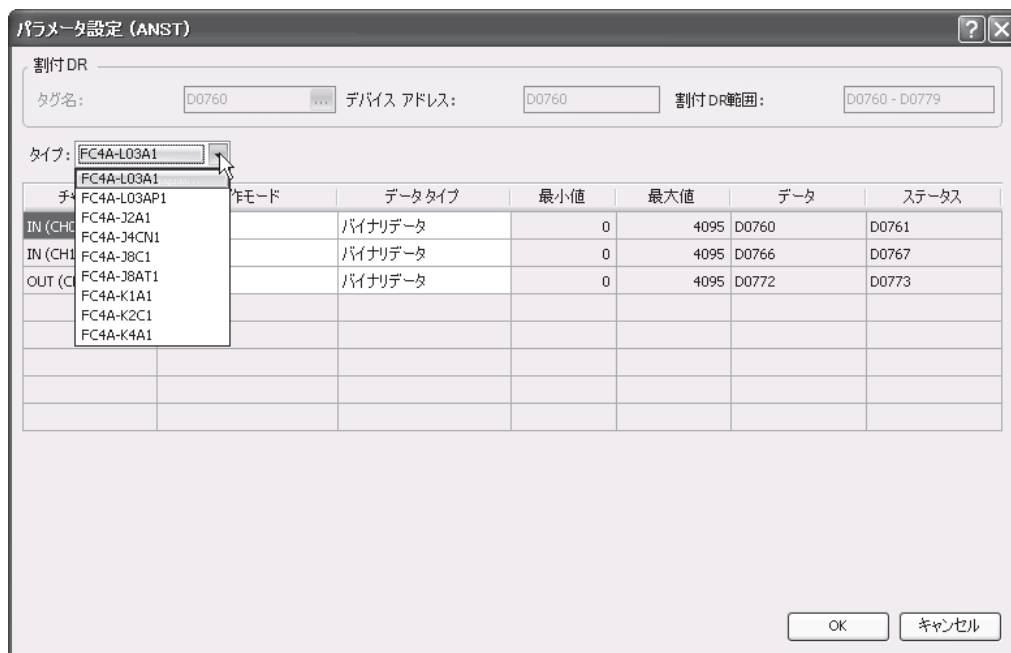 パラメータ設定 (ANST)
割付 DR
タグ名: D0760 ... デバイス アドレス: D0760 割付 DR範囲: D0760 - D0779
タイプ: FC4A-L03A1
FC4A-L03A1
FC4A-L03AP1
FC4A-J2A1
FC4A-J4CN1
FC4A-J8C1
FC4A-J8AT1
FC4A-K1A1
FC4A-K2C1
FC4A-K4A1
チ 作モード データ タイプ 最小値 最大値 データ ステータス
IN (CH0 バイナリデータ 0 4095 D0760 D0761
IN (CH1 バイナリデータ 0 4095 D0766 D0767
OUT (C バイナリデータ 0 4095 D0772 D0773
OK キャンセル